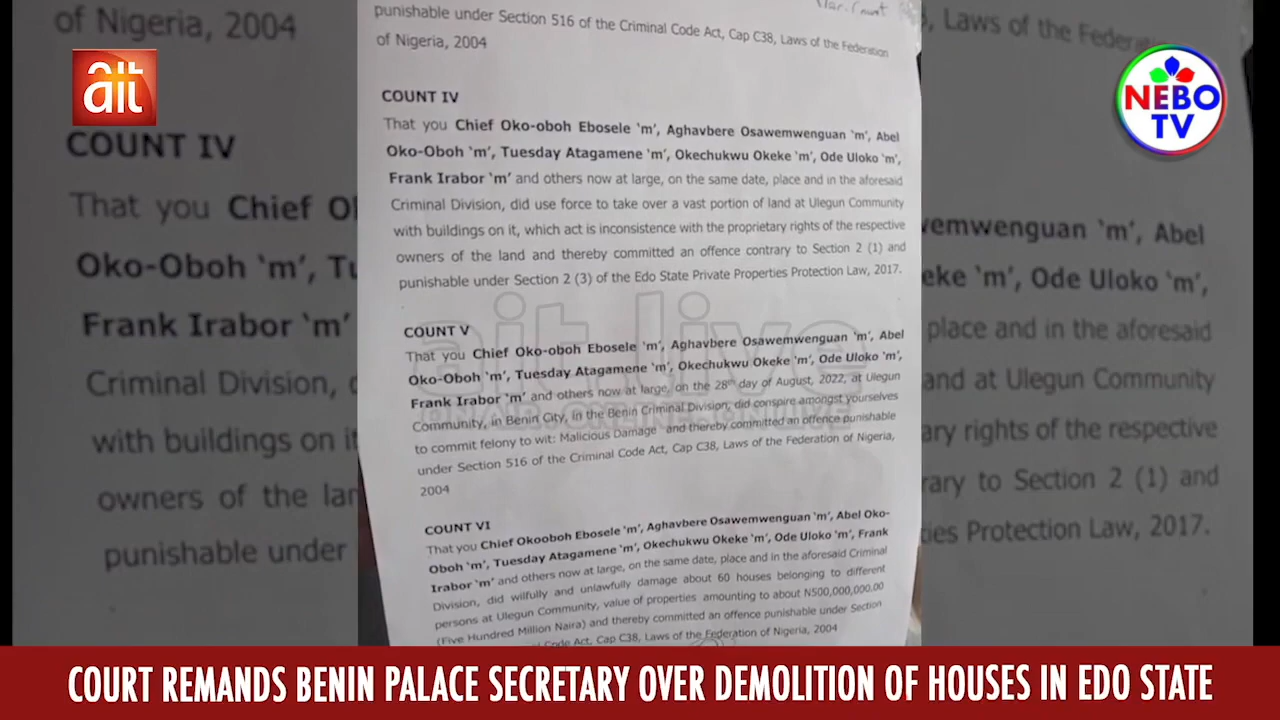 punishable under Section 516 of the Criminal Code Act, Cap C38, Laws of the Federation
of Nigeria, 2004
COUNT IV
That you Chief Oko-oboh Ebosele 'm', Aghavbere Osawemwenguan 'm', Abel
Oko-Oboh 'm', Tuesday Atagamene 'm', Okechukwu Okeke 'm', Ode Uloko 'm',
Frank Irabor 'm' and others now at large, on the same date, place and in the aforesaid
Criminal Division, did use force to take over a vast portion of land at Ulegun Community
with buildings on it, which act is inconsistence with the proprietary rights of the respective
owners of the land and thereby committed an offence contrary to Section 2 (1) and
punishable under Section 2 (3) of the Edo State Private Properties Protection Law, 2017.
COUNT V
That you Chief Oko-oboh Ebosele 'm', Aghavbere Osawemwenguan 'm', Abel
Oko-Oboh 'm', Tuesday Atagamene 'm', Okechukwu Okeke 'm', Ode Uloko 'm',
Frank Irabor 'm' and others now at large, on the 28th day of August, 2022, at Ulegun
Community, in Benin City, in the Benin Criminal Division, did conspire amongst yourselves
to commit felony to wit: Malicious Damage and thereby committed an offence punishable
under Section 516 of the Criminal Code Act, Cap C38, Laws of the Federation of Nigeria,
2004
COUNT VI
That you Chief Okooboh Ebosele 'm', Aghavbere Osawemwenguan 'm', Abel Oko-
Oboh 'm', Tuesday Atagamene 'm', Okechukwu Okeke 'm', Ode Uloko 'm', Frank
Irabor 'm' and others now at large, on the same date, place and in the aforesaid Criminal
Division, did wilfully and unlawfully damage about 60 houses belonging to different
persons at Ulegun Community, value of properties amounting to about N500,000,000.00
(Five Hundred Million Naira) and thereby committed an offence punishable under Section
Code Act, Cap C38, Laws of the Federation of Nigeria, 2004
of Nigeria, 2004
COUNT IV
That you Chief
Oko-Oboh 'm',
Frank Irabor 'm'
Criminal Division,
with buildings on it
owners of the
punishable under
, Laws of the
'm', Abel
'm', Ode Uloko 'm',
place and in the aforesaid
and at Ulegun Community
rights of the respective
to Section 2 (1) and
Protection Law, 2017.
ait
NEBO
TV
ait.live
ON AIR. ONLINE. ON LIVE
COURT REMANDS BENIN PALACE SECRETARY OVER DEMOLITION OF HOUSES IN EDO STATE